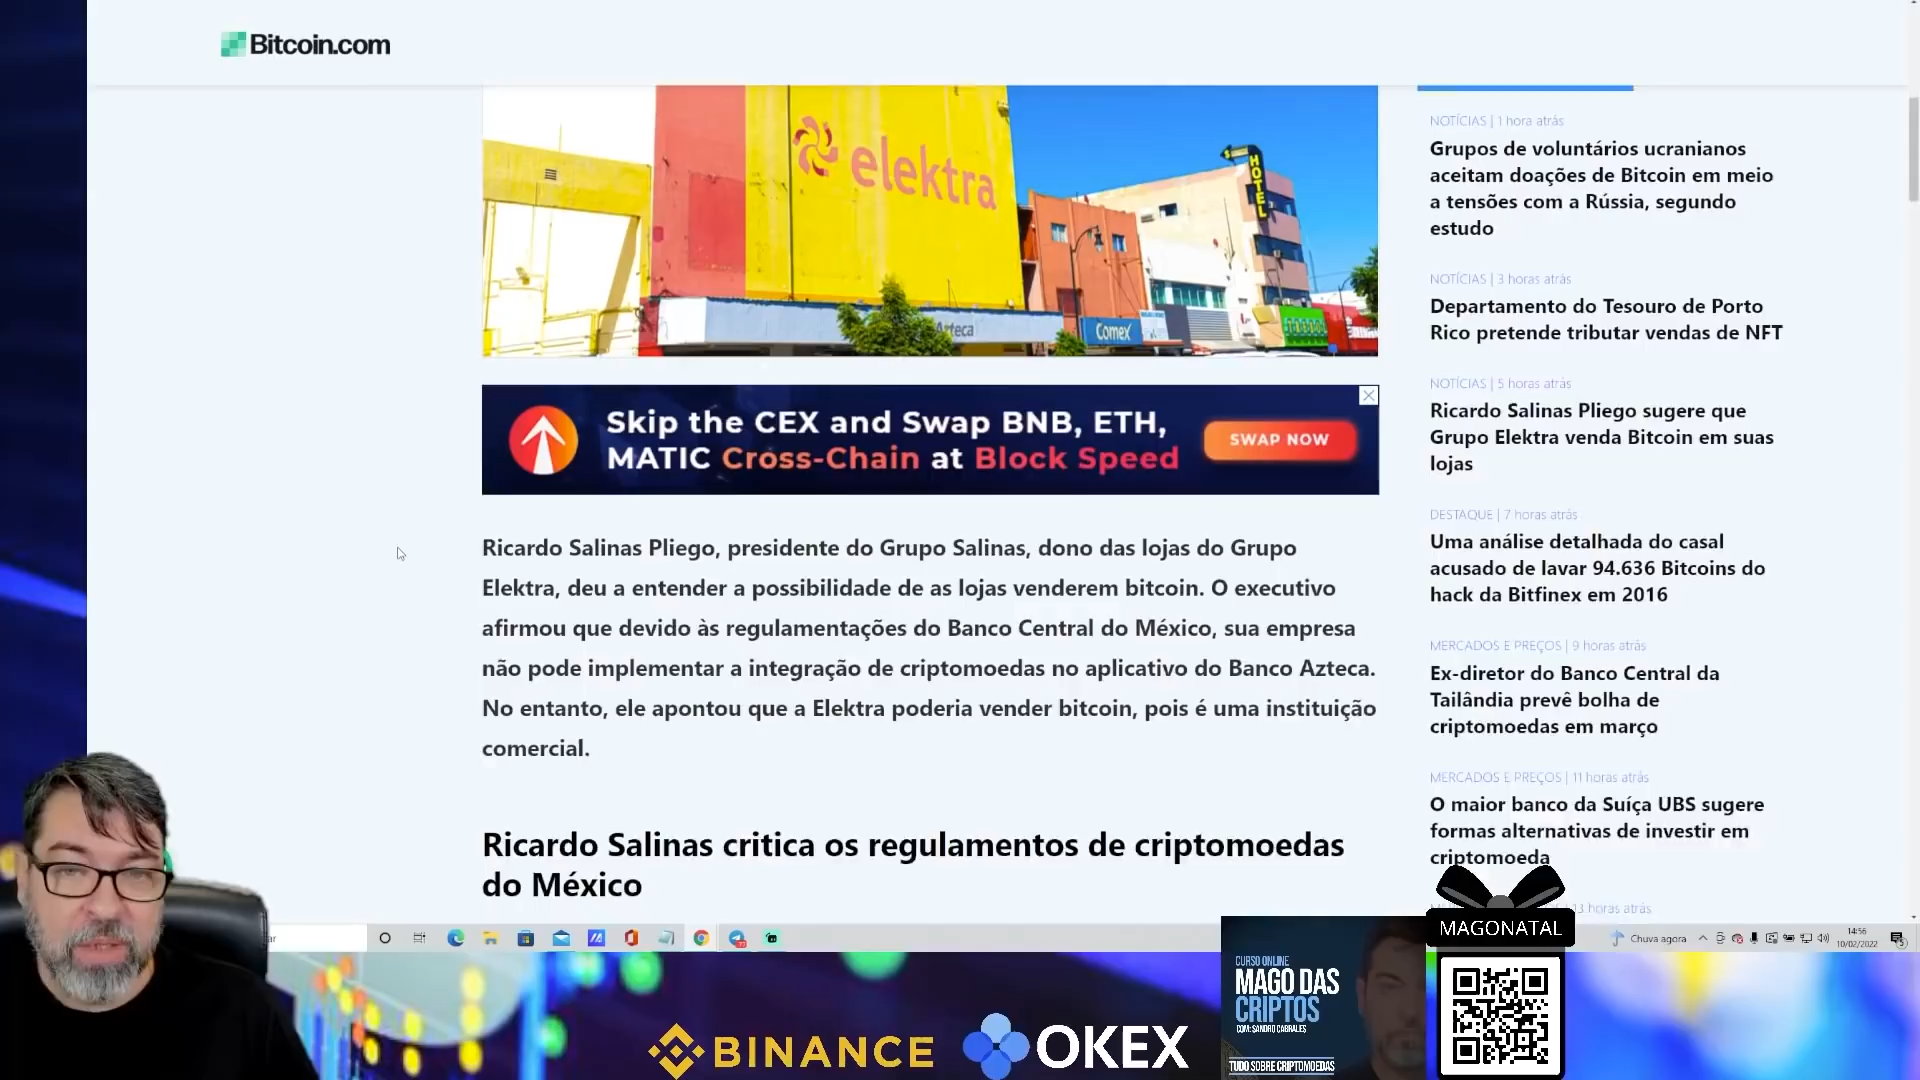 Bitcoin.com
elektra
HOTEL
Azteca
Comex
Skip the CEX and Swap BNB, ETH,
MATIC Cross-Chain at Block Speed
SWAP NOW
Ricardo Salinas Pliego, presidente do Grupo Salinas, dono das lojas do Grupo
Elektra, deu a entender a possibilidade de as lojas venderem bitcoin. O executivo
afirmou que devido às regulamentações do Banco Central do México, sua empresa
não pode implementar a integração de criptomoedas no aplicativo do Banco Azteca.
No entanto, ele apontou que a Elektra poderia vender bitcoin, pois é uma instituição
comercial.
Ricardo Salinas critica os regulamentos de criptomoedas
do México
NOTÍCIAS | 1 hora atrás
Grupos de voluntários ucranianos
aceitam doações de Bitcoin em meio
a tensões com a Rússia, segundo
estudo
NOTÍCIAS | 3 horas atrás
Departamento do Tesouro de Porto
Rico pretende tributar vendas de NFT
NOTÍCIAS | 5 horas atrás
Ricardo Salinas Pliego sugere que
Grupo Elektra venda Bitcoin em suas
lojas
DESTAQUE | 7 horas atrás
Uma análise detalhada do casal
acusado de lavar 94.636 Bitcoins do
hack da Bitfinex em 2016
MERCADOS E PREÇOS | 9 horas atrás
Ex-diretor do Banco Central da
Tailândia prevê bolha de
criptomoedas em março
MERCADOS E PREÇOS | 11 horas atrás
O maior banco da Suíça UBS sugere
formas alternativas de investir em
criptomoeda
13 horas atrás
MAGONATAL
ar
Chuva agora
14:56
10/02/2022
CURSO ONLINE
MAGO DAS
CRIPTOS
COM: SANDRO CABRALES
TUDO SOBRE CRIPTOMOEDAS
BINANCE
OKEX